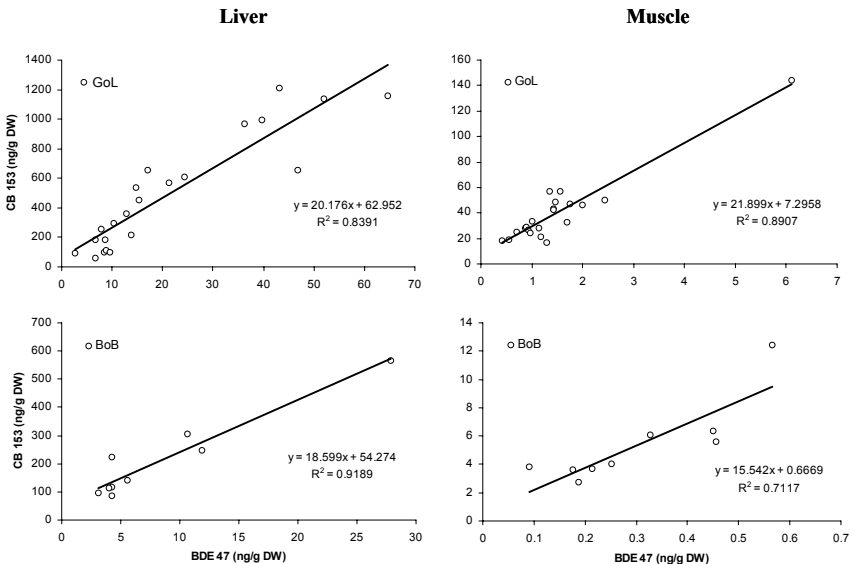 Liver
Muscle
1400
1200
1000
800
600
400
200
0
CB 153 (ng/g DW)
GoL
y = 20.176x + 62.952
R² = 0.8391
0 10 20 30 40 50 60 70
160
140
120
100
80
60
40
20
0
GoL
y = 21.899x + 7.2958
R² = 0.8907
0 1 2 3 4 5 6 7
700
600
500
400
300
200
100
0
CB 153 (ng/g DW)
BoB
y = 18.599x + 54.274
R² = 0.9189
0 5 10 15 20 25 30
BDE 47 (ng/g DW)
14
12
10
8
6
4
2
0
BoB
y = 15.542x + 0.6669
R² = 0.7117
0 0.1 0.2 0.3 0.4 0.5 0.6 0.7
BDE 47 (ng/g DW)